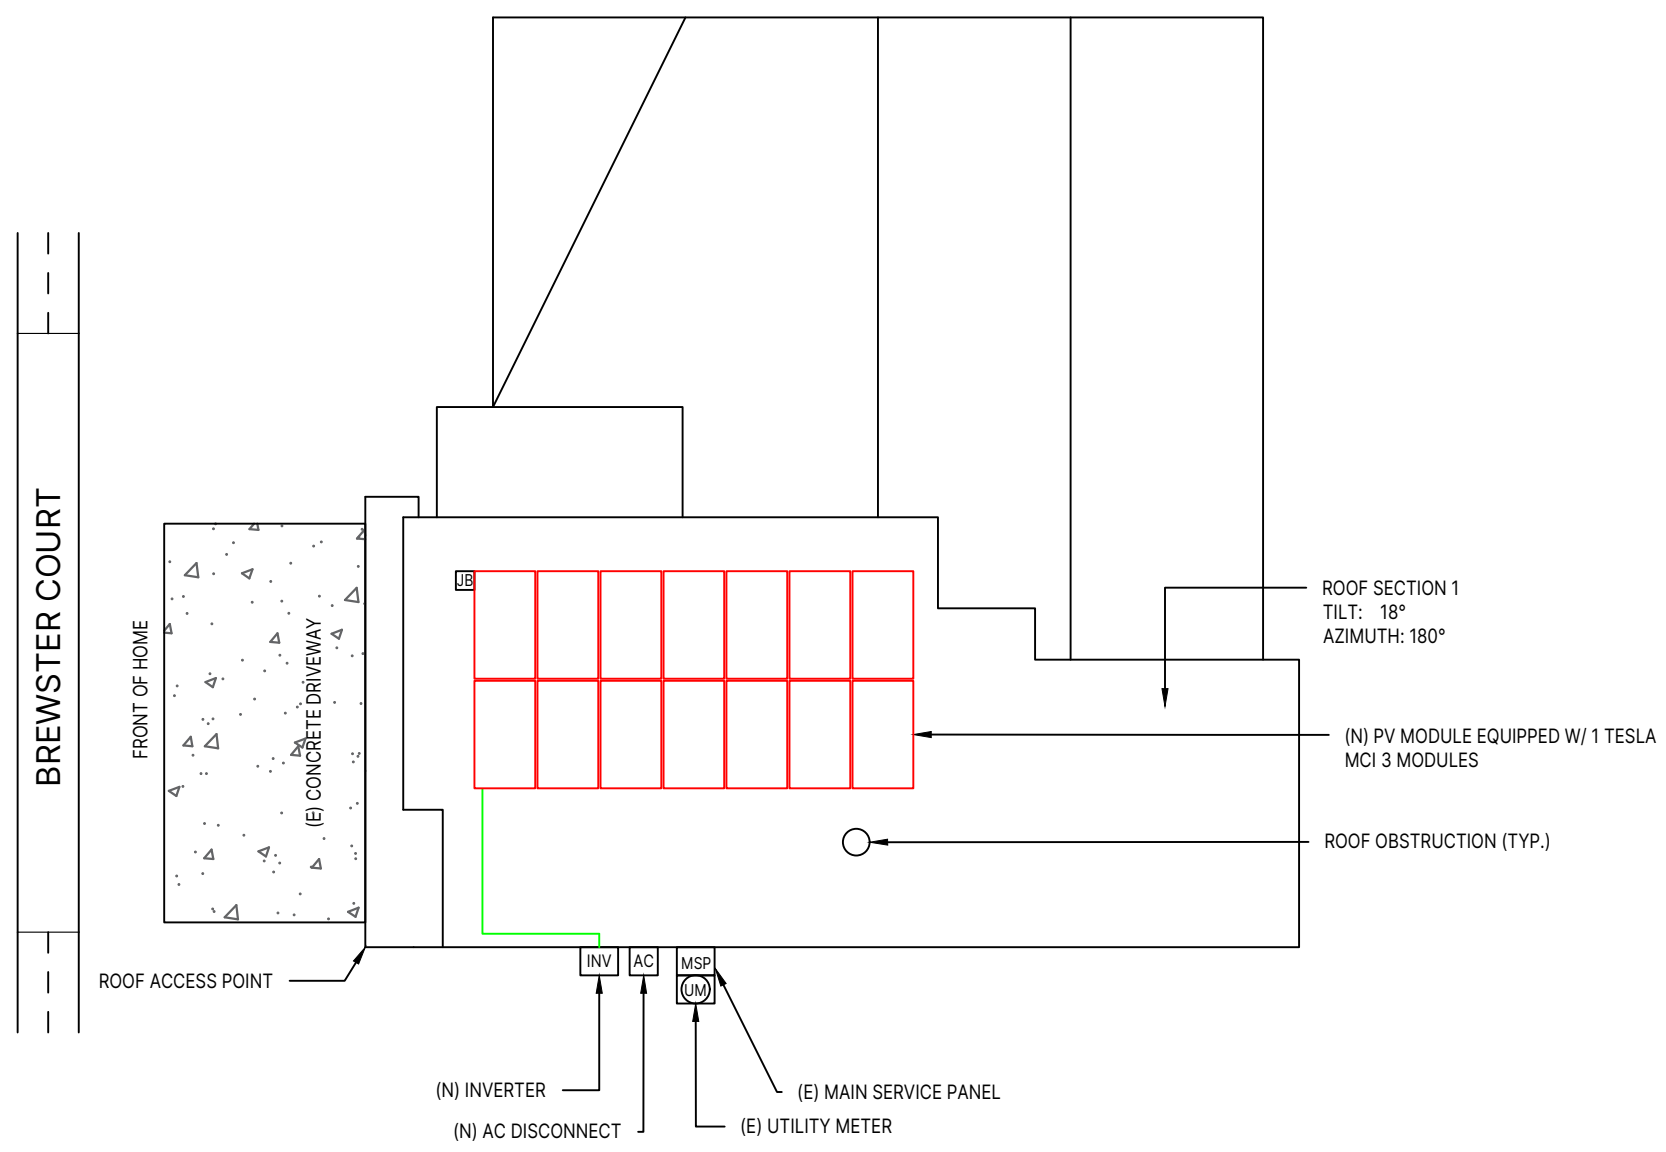 BREWSTER COURT
FRONT OF HOME
(E) CONCRETE DRIVEWAY
JB
ROOF SECTION 1
TILT: 18°
AZIMUTH: 180°
(N) PV MODULE EQUIPPED W/ 1 TESLA
MCI 3 MODULES
ROOF OBSTRUCTION (TYP.)
ROOF ACCESS POINT
INV
AC
MSP
UM
(N) INVERTER
(E) MAIN SERVICE PANEL
(N) AC DISCONNECT
(E) UTILITY METER